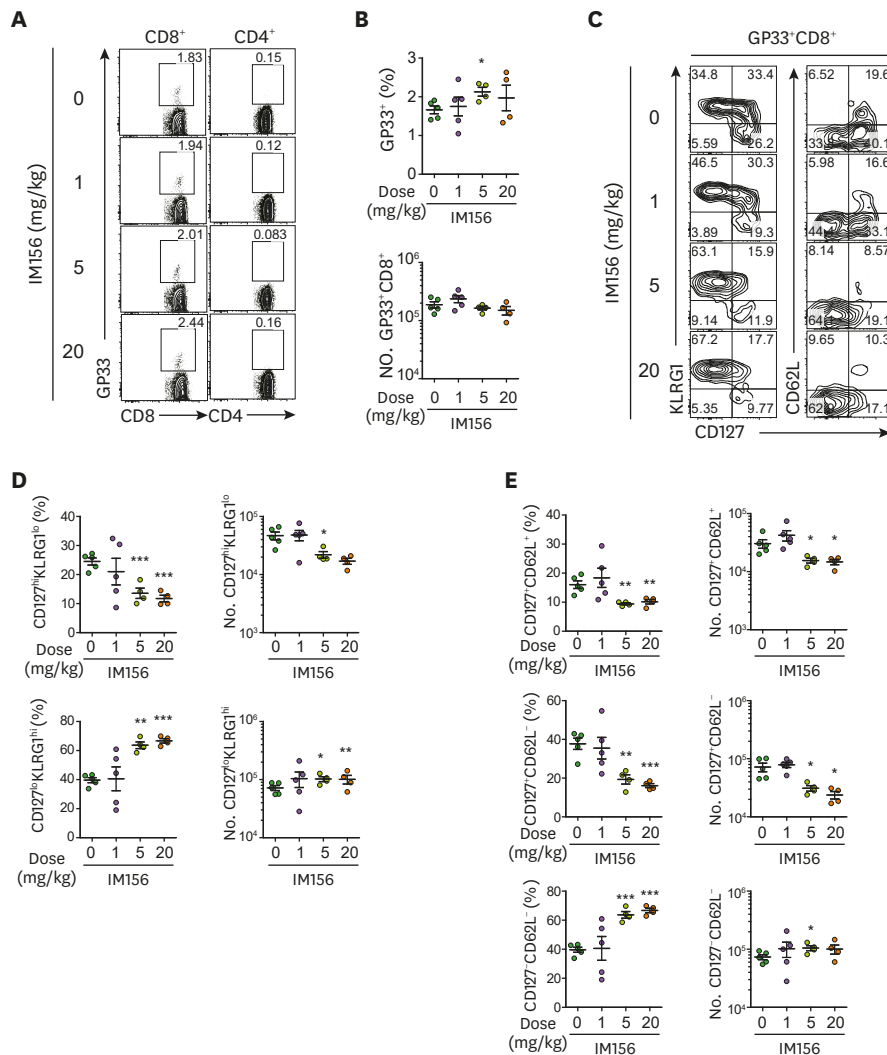 A
CD8⁺ CD4⁺
IM156 (mg/kg)
0
1.83 0.15
1
1.94 0.12
5
2.01 0.083
20
2.44 0.16
GP33
CD8 CD4
B
GP33⁺ (%)
3
2
1
0
Dose 0 1 5 20
(mg/kg) IM156
*
NO. GP33⁺CD8⁺
10⁶
10⁵
10⁴
Dose 0 1 5 20
(mg/kg) IM156
C
GP33⁺CD8⁺
IM156 (mg/kg)
0
34.8 33.4 6.52 19.6
5.59 26.2 40.1
1
46.5 30.3 5.98 16.6
3.89 19.3 44 33.1
5
63.1 15.9 8.14 8.57
9.14 11.9 64 19.1
20
67.2 17.7 9.65 10.3
5.35 9.77 62 17.1
KLRG1
CD62L
CD127
D
CD127ʰⁱKLRG1ˡᵒ (%)
40
30
20
10
0
*** ***
Dose 0 1 5 20
(mg/kg) IM156
No. CD127ʰⁱKLRG1ˡᵒ
10⁵
10⁴
10³
*
0 1 5 20
IM156
CD127ˡᵒKLRG1ʰⁱ (%)
80
60
40
20
0
** ***
Dose 0 1 5 20
(mg/kg) IM156
No. CD127ˡᵒKLRG1ʰⁱ
10⁶
10⁵
10⁴
* **
0 1 5 20
IM156
E
CD127⁺CD62L⁺ (%)
40
30
20
10
0
** **
Dose 0 1 5 20
(mg/kg) IM156
No. CD127⁺CD62L⁺
10⁵
10⁴
10³
* *
0 1 5 20
IM156
CD127⁺CD62L⁻ (%)
60
40
20
0
** ***
Dose 0 1 5 20
(mg/kg) IM156
No. CD127⁺CD62L⁻
10⁶
10⁵
10⁴
* *
0 1 5 20
IM156
CD127⁻CD62L⁻ (%)
80
60
40
20
0
*** ***
Dose 0 1 5 20
(mg/kg) IM156
No. CD127⁻CD62L⁻
10⁶
10⁵
10⁴
*
0 1 5 20
IM156